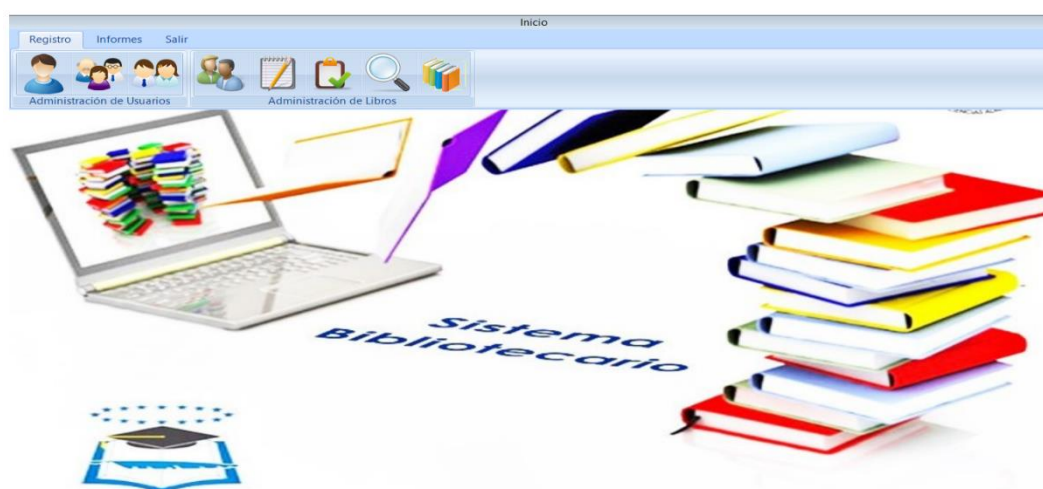 Inicio
Registro Informes Salir
Administración de Usuarios Administración de Libros
Sistema
Bibliotecario